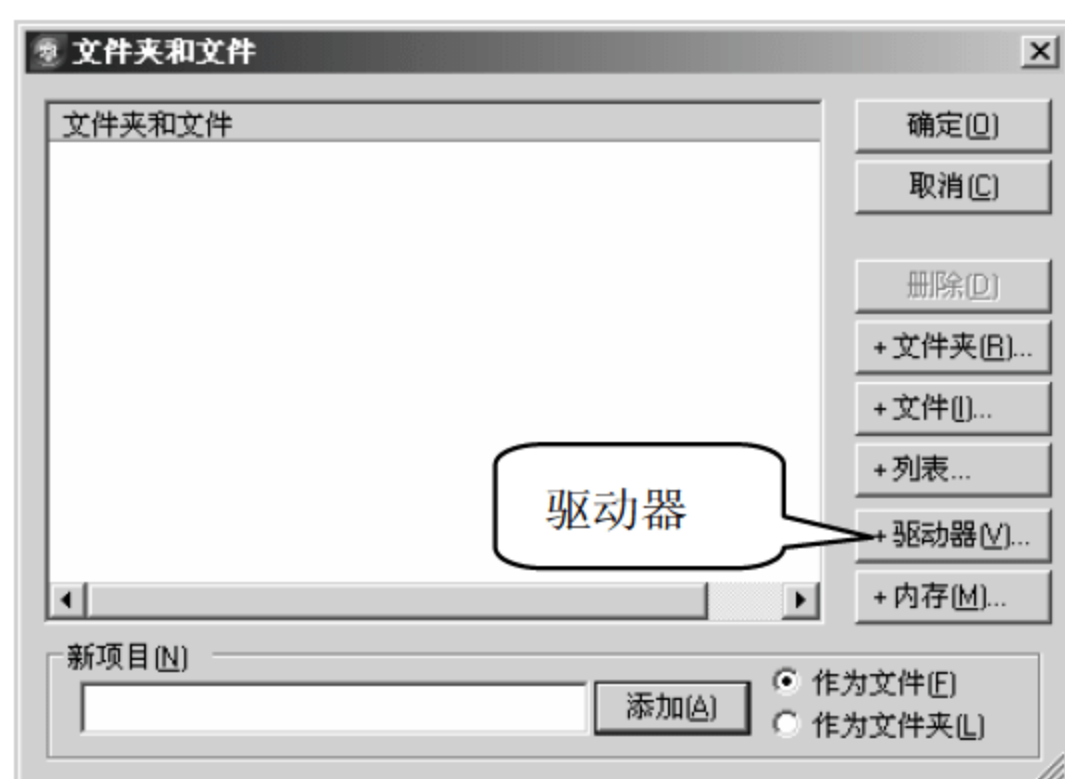 文件夹和文件
文件夹和文件
确定(O)
取消(C)
删除(D)
+文件夹(R)...
+文件(I)...
+列表...
驱动器
+驱动器(V)...
+内存(M)...
新项目(N)
添加(A)
作为文件(F)
作为文件夹(L)